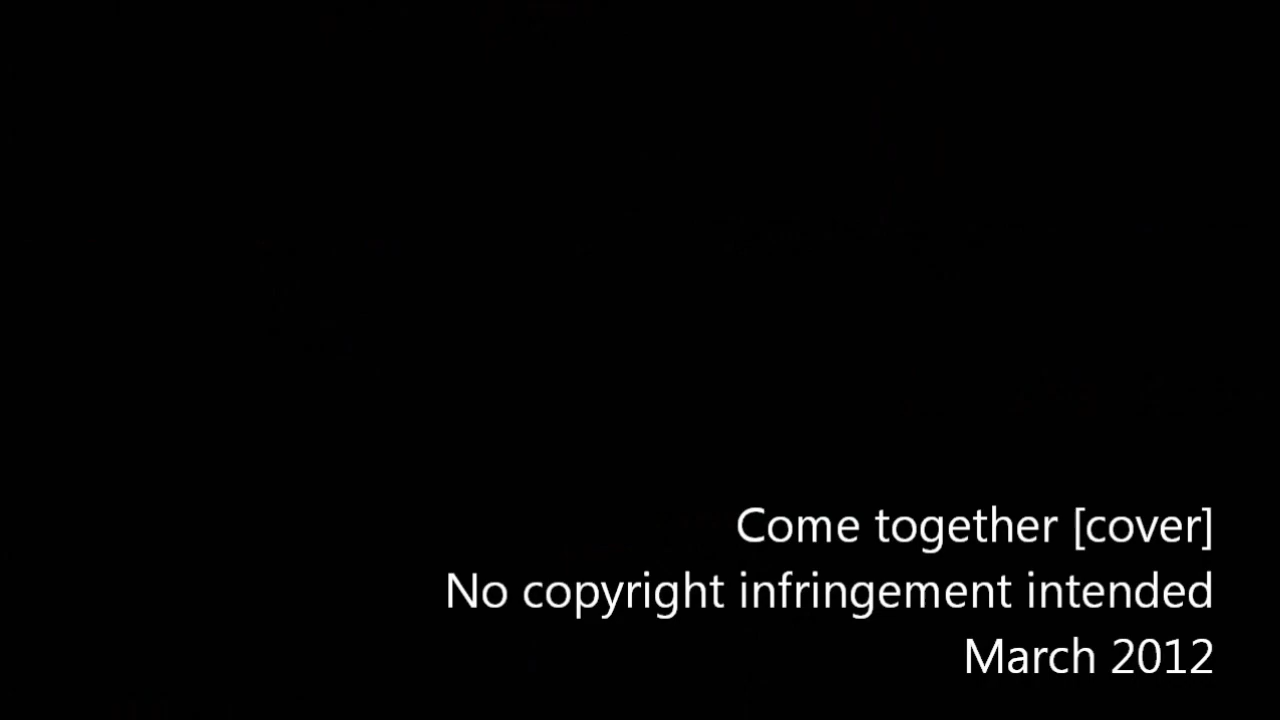 Come together [cover]
No copyright infringement intended
March 2012